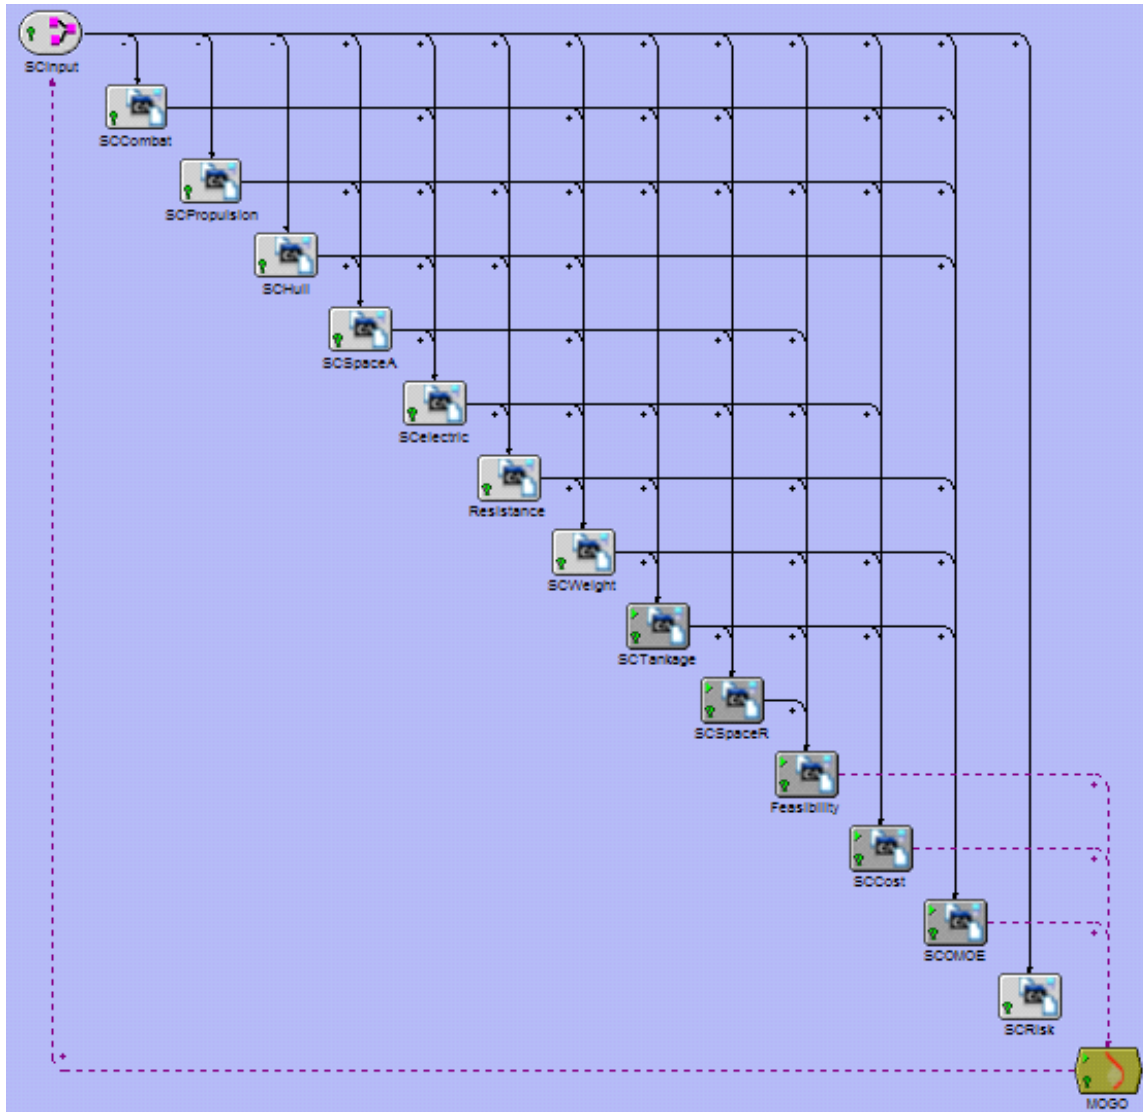 SCInput
SCCombat
SCPropulsion
SCHull
SCSpaceA
SCelectric
Resistance
SCWeight
SCTankage
SCSpaceR
Feasibility
SCCost
SCOMOE
SCRisk
MOGO